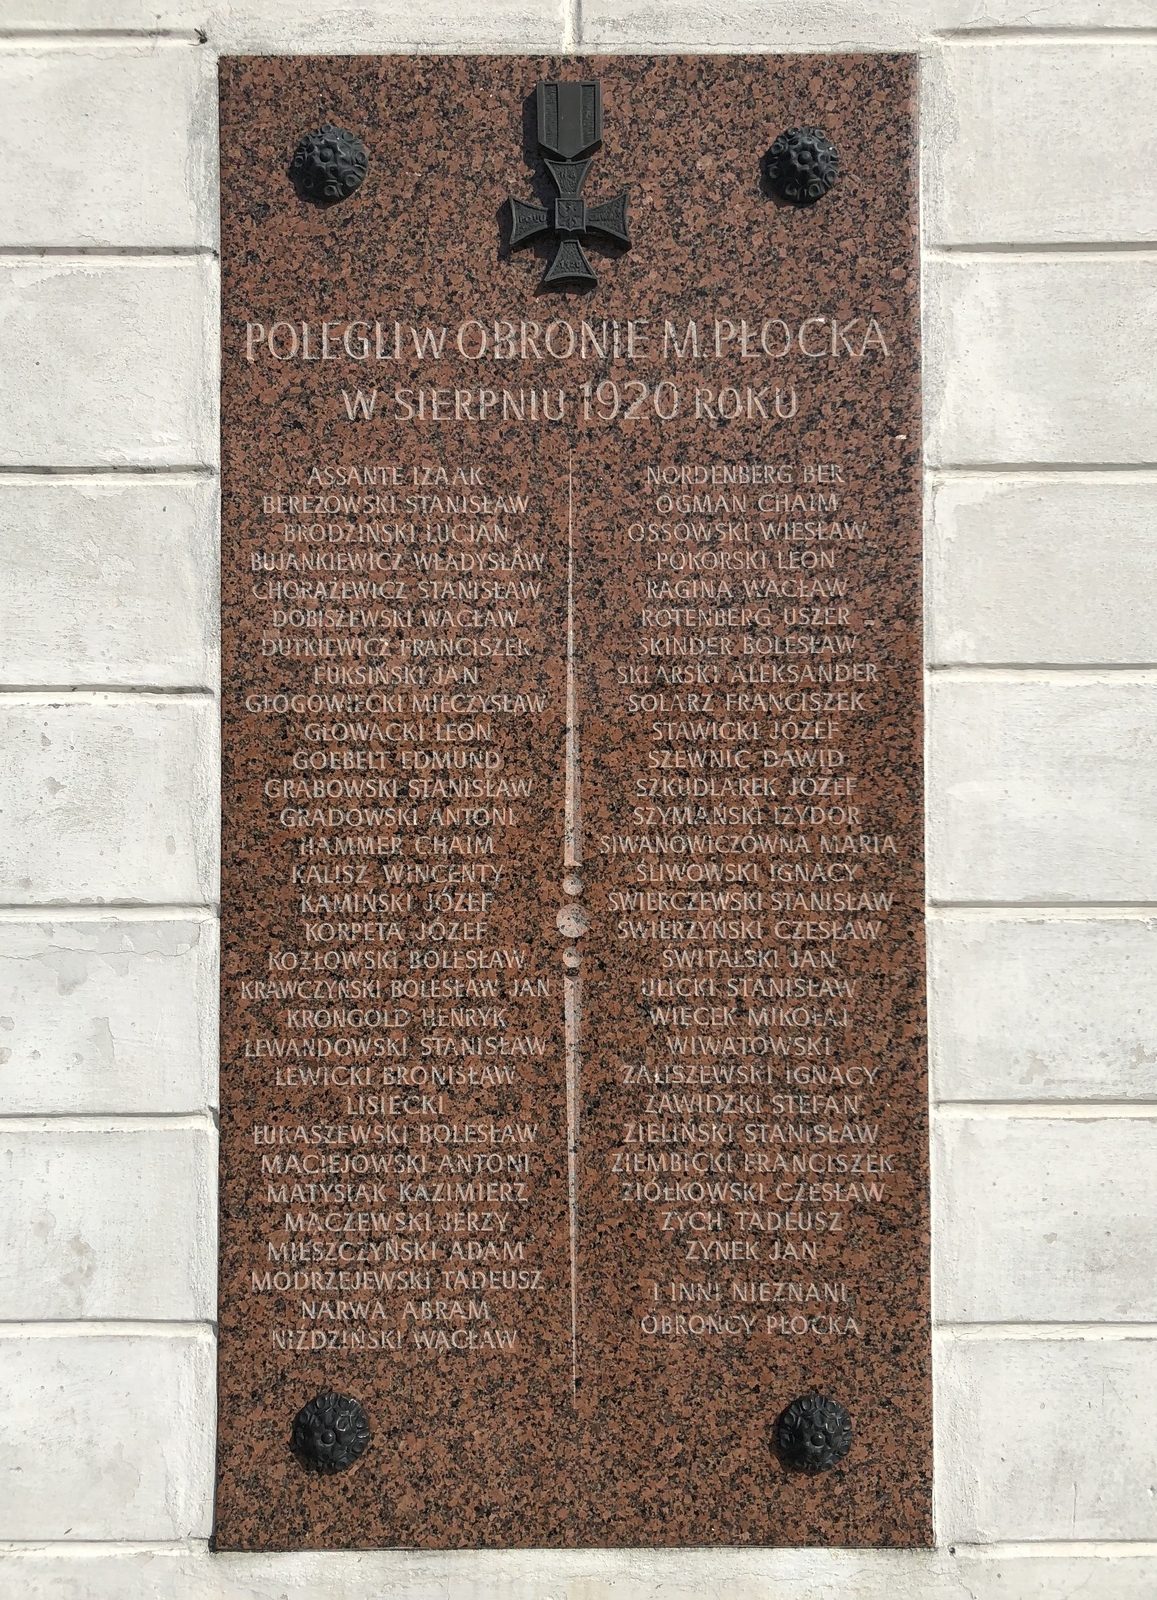 POLEGLI W OBRONIE M. PŁOCKA
W SIERPNIU 1920 ROKU
ASSANTE IZAAK
BEREZOWSKI STANISŁAW
BRODZIŃSKI LUCJAN
BUJANKIEWICZ WŁADYSŁAW
CHORĄŻEWICZ STANISŁAW
DOBISZEWSKI WACŁAW
DUTKIEWICZ FRANCISZEK
FUKSIŃSKI JAN
GŁOGOWIECKI MIECZYSŁAW
GŁOWACKI LEON
GOEBELT EDMUND
GRABOWSKI STANISŁAW
GRADOWSKI ANTONI
HAMMER CHAIM
KALISZ WINCENTY
KAMIŃSKI JÓZEF
KORPETA JÓZEF
KOZŁOWSKI BOLESŁAW
KRAWCZYŃSKI BOLESŁAW JAN
KRONGOLD HENRYK
LEWANDOWSKI STANISŁAW
LEWICKI BRONISŁAW
LISIECKI
ŁUKASZEWSKI BOLESŁAW
MACIEJOWSKI ANTONI
MATYSIAK KAZIMIERZ
MĄCZEWSKI JERZY
MIESZCZYŃSKI ADAM
MODRZEJEWSKI TADEUSZ
NARWA ABRAM
NIŹDZIŃSKI WACŁAW
NORDENBERG BER
OGMAN CHAIM
OSSOWSKI WIESŁAW
POKORSKI LEON
RAGINA WACŁAW
ROTENBERG USZER
SKINDER BOLESŁAW
SKLARSKI ALEKSANDER
SOLARZ FRANCISZEK
STAWICKI JÓZEF
SZEWNIC DAWID
SZKUDLAREK JÓZEF
SZYMAŃSKI IZYDOR
SIWANOWICZÓWNA MARIA
ŚLIWOWSKI IGNACY
ŚWIERCZEWSKI STANISŁAW
ŚWIERZYŃSKI CZESŁAW
ŚWITALSKI JAN
ULICKI STANISŁAW
WIĘCEK MIKOŁAJ
WIWATOWSKI
ZALISZEWSKI IGNACY
ZAWIDZKI STEFAN
ZIELIŃSKI STANISŁAW
ZIEMBICKI FRANCISZEK
ZIÓŁKOWSKI CZESŁAW
ZYCH TADEUSZ
ŻYNEK JAN
I INNI NIEZNANI
OBROŃCY PŁOCKA